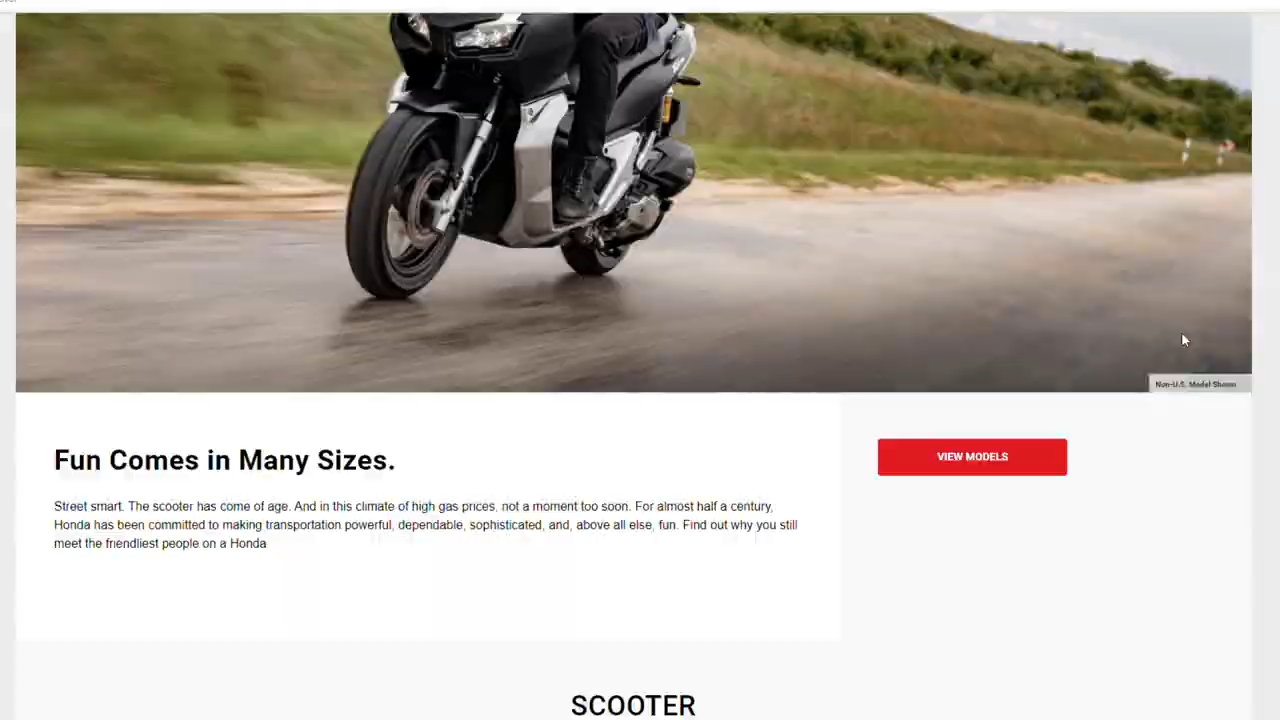 Non-U.S. Model Shown
Fun Comes in Many Sizes.
VIEW MODELS
Street smart. The scooter has come of age. And in this climate of high gas prices, not a moment too soon. For almost half a century,
Honda has been committed to making transportation powerful, dependable, sophisticated, and, above all else, fun. Find out why you still
meet the friendliest people on a Honda
SCOOTER